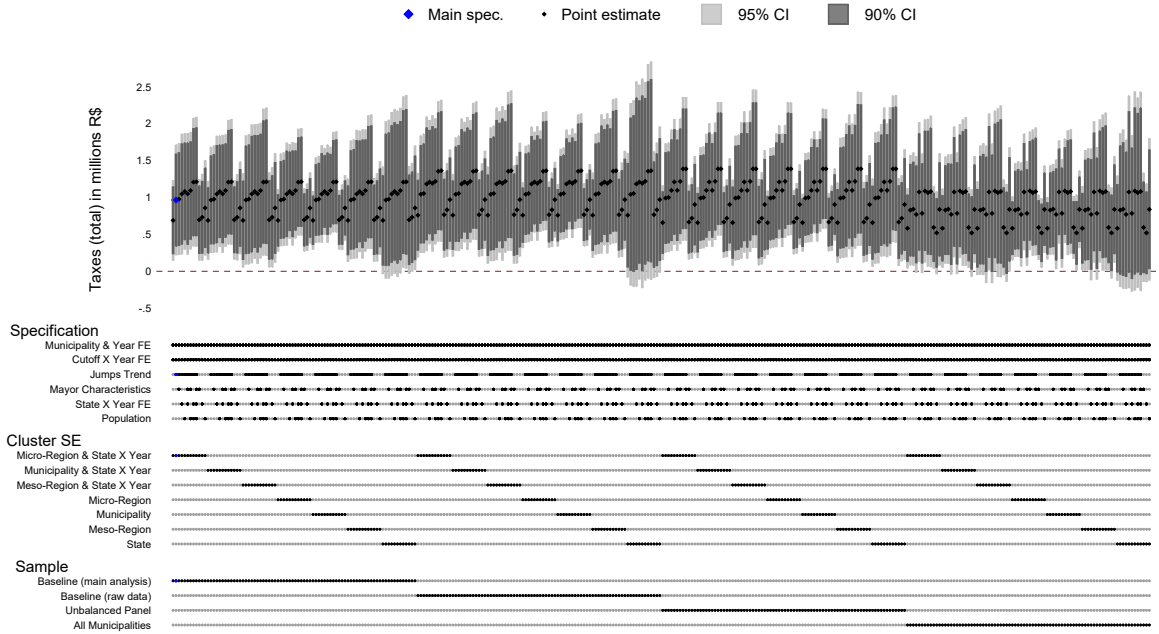 Main spec. Point estimate 95% CI 90% CI
Taxes (total) in millions R$
2.5
2
1.5
1
.5
0
-.5
Specification
Municipality & Year FE
Cutoff X Year FE
Jumps Trend
Mayor Characteristics
State X Year FE
Population
Cluster SE
Micro-Region & State X Year
Municipality & State X Year
Meso-Region & State X Year
Micro-Region
Municipality
Meso-Region
State
Sample
Baseline (main analysis)
Baseline (raw data)
Unbalanced Panel
All Municipalities